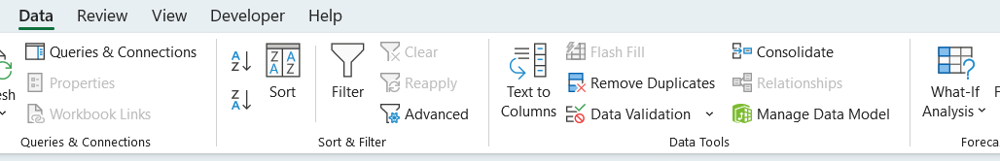 Data Review View Developer Help
Queries & Connections
Properties
Workbook Links
Queries & Connections
Sort
Filter
Clear
Reapply
Advanced
Sort & Filter
Text to
Columns
Flash Fill
Remove Duplicates
Data Validation
Consolidate
Relationships
Manage Data Model
Data Tools
What-If
Analysis